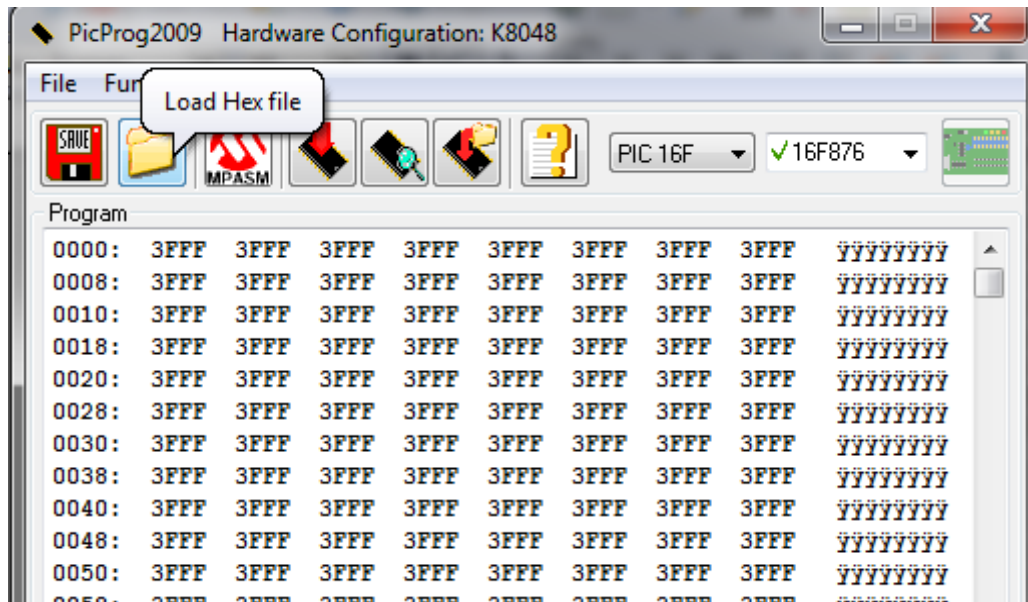 PicProg2009 Hardware Configuration: K8048
File Fun
Load Hex file
SAVE
MPASM
PIC 16F
16F876
Program
0000: 3FFF 3FFF 3FFF 3FFF 3FFF 3FFF 3FFF 3FFF ÿÿÿÿÿÿÿÿ
0008: 3FFF 3FFF 3FFF 3FFF 3FFF 3FFF 3FFF 3FFF ÿÿÿÿÿÿÿÿ
0010: 3FFF 3FFF 3FFF 3FFF 3FFF 3FFF 3FFF 3FFF ÿÿÿÿÿÿÿÿ
0018: 3FFF 3FFF 3FFF 3FFF 3FFF 3FFF 3FFF 3FFF ÿÿÿÿÿÿÿÿ
0020: 3FFF 3FFF 3FFF 3FFF 3FFF 3FFF 3FFF 3FFF ÿÿÿÿÿÿÿÿ
0028: 3FFF 3FFF 3FFF 3FFF 3FFF 3FFF 3FFF 3FFF ÿÿÿÿÿÿÿÿ
0030: 3FFF 3FFF 3FFF 3FFF 3FFF 3FFF 3FFF 3FFF ÿÿÿÿÿÿÿÿ
0038: 3FFF 3FFF 3FFF 3FFF 3FFF 3FFF 3FFF 3FFF ÿÿÿÿÿÿÿÿ
0040: 3FFF 3FFF 3FFF 3FFF 3FFF 3FFF 3FFF 3FFF ÿÿÿÿÿÿÿÿ
0048: 3FFF 3FFF 3FFF 3FFF 3FFF 3FFF 3FFF 3FFF ÿÿÿÿÿÿÿÿ
0050: 3FFF 3FFF 3FFF 3FFF 3FFF 3FFF 3FFF 3FFF ÿÿÿÿÿÿÿÿ